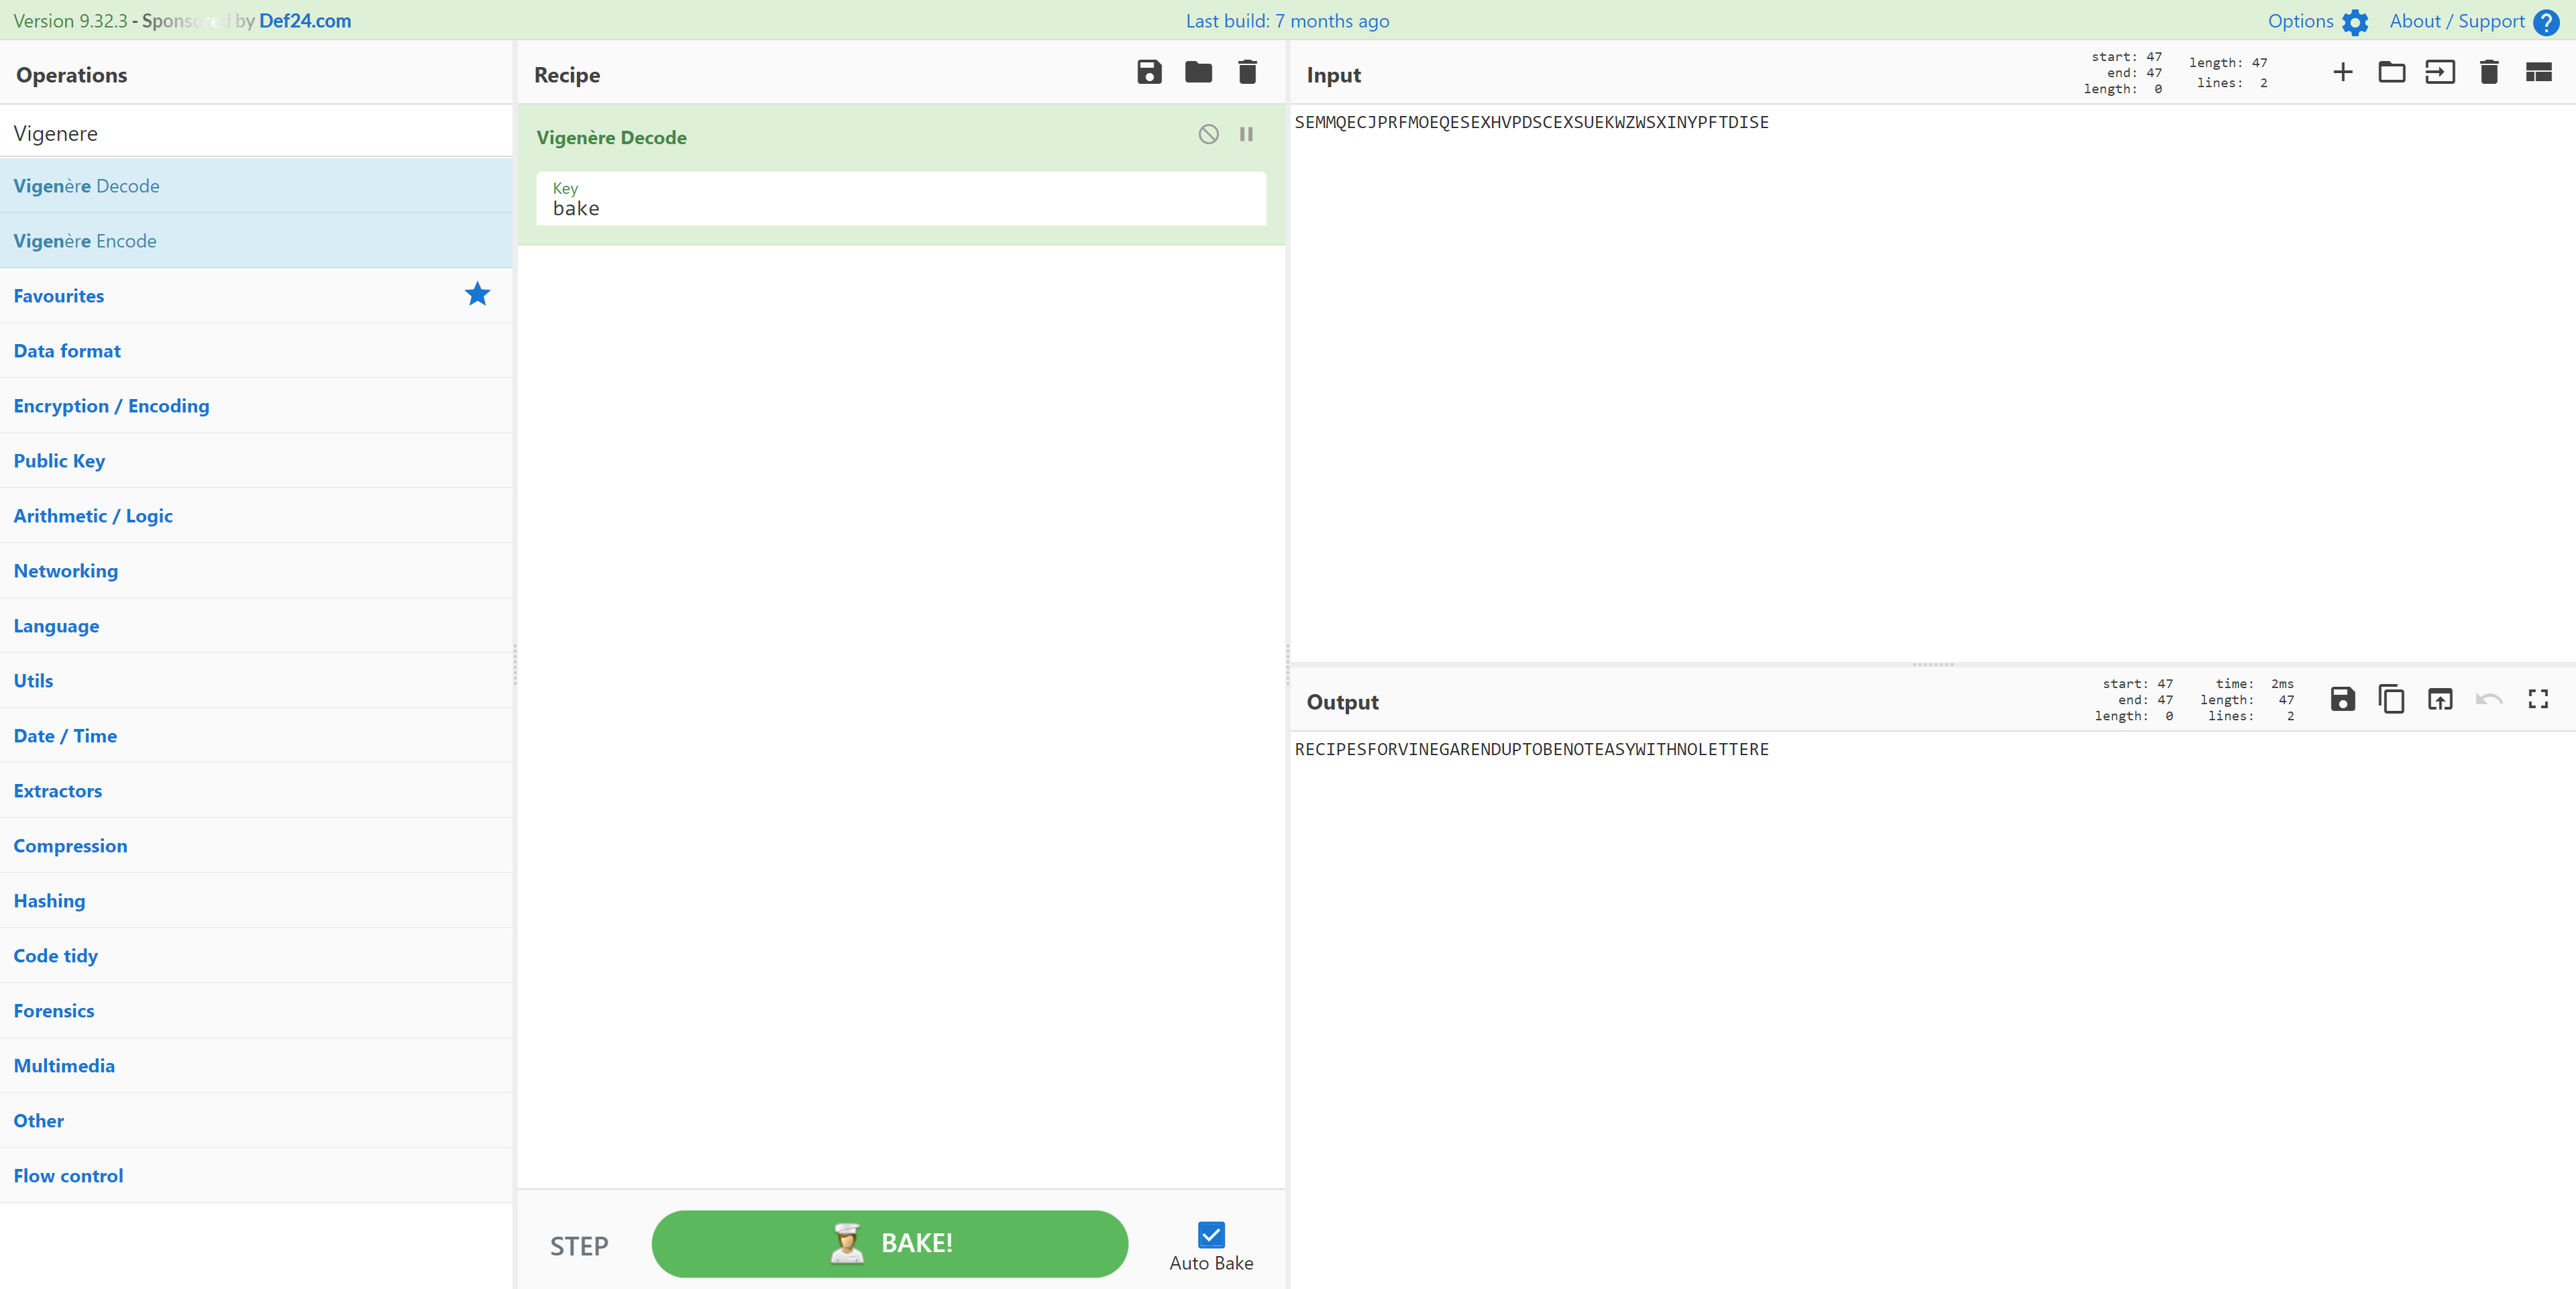 Version 9.32.3 - Sponsored by Def24.com
Last build: 7 months ago
Options
About / Support
Operations
Vigenere
Vigenère Decode
Vigenère Encode
Favourites
Data format
Encryption / Encoding
Public Key
Arithmetic / Logic
Networking
Language
Utils
Date / Time
Extractors
Compression
Hashing
Code tidy
Forensics
Multimedia
Other
Flow control
Recipe
Vigenère Decode
Key
bake
STEP
BAKE!
Auto Bake
Input
start: 47
end: 47
length: 0
length: 47
lines: 2
SEMMQECJPRFMOEQESEXHVPDSCEXSUEKWZWSXINYPFTDISE
Output
start: 47
end: 47
length: 0
time: 2ms
length: 47
lines: 2
RECIPESFORVINEGARENDUPTOBENOTEASYWITHNOLETTERE